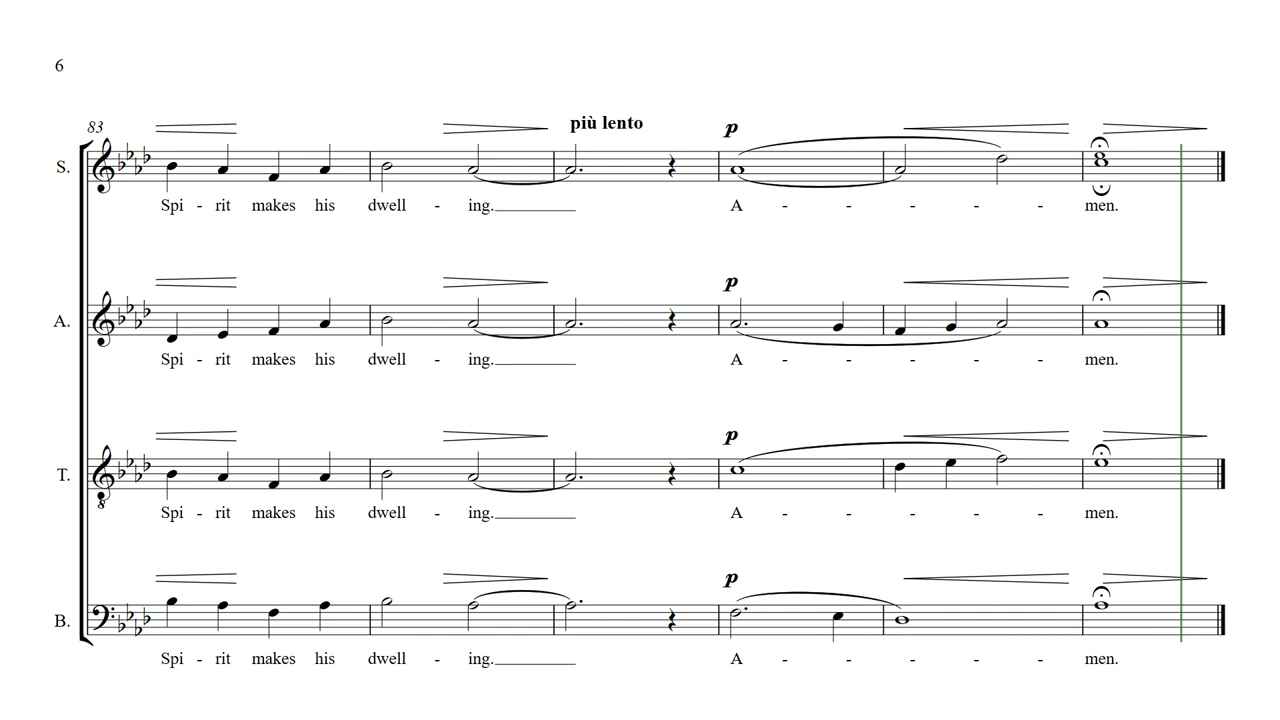 6
83
più lento
p
S.
Spi - rit makes his dwell - ing. A - - - - - men.
p
A.
Spi - rit makes his dwell - ing. A - - - - - men.
p
T.
8
Spi - rit makes his dwell - ing. A - - - - - men.
p
B.
Spi - rit makes his dwell - ing. A - - - - - men.